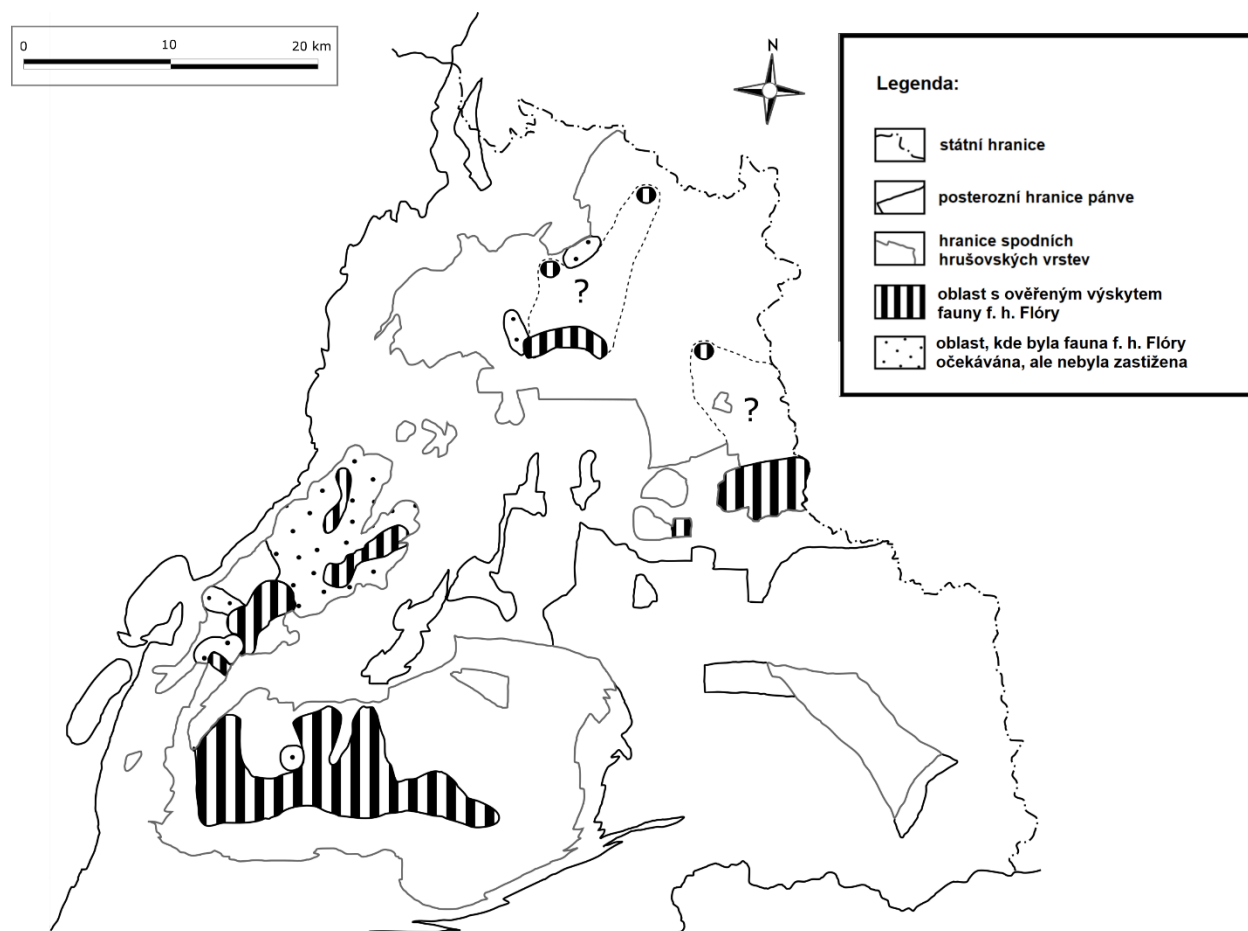 0 10 20 km
N
Legenda:
státní hranice
posterozní hranice pánve
hranice spodních
hrušovských vrstev
oblast s ověřeným výskytem
fauny f. h. Flóry
oblast, kde byla fauna f. h. Flóry
očekávána, ale nebyla zastižena
?
?